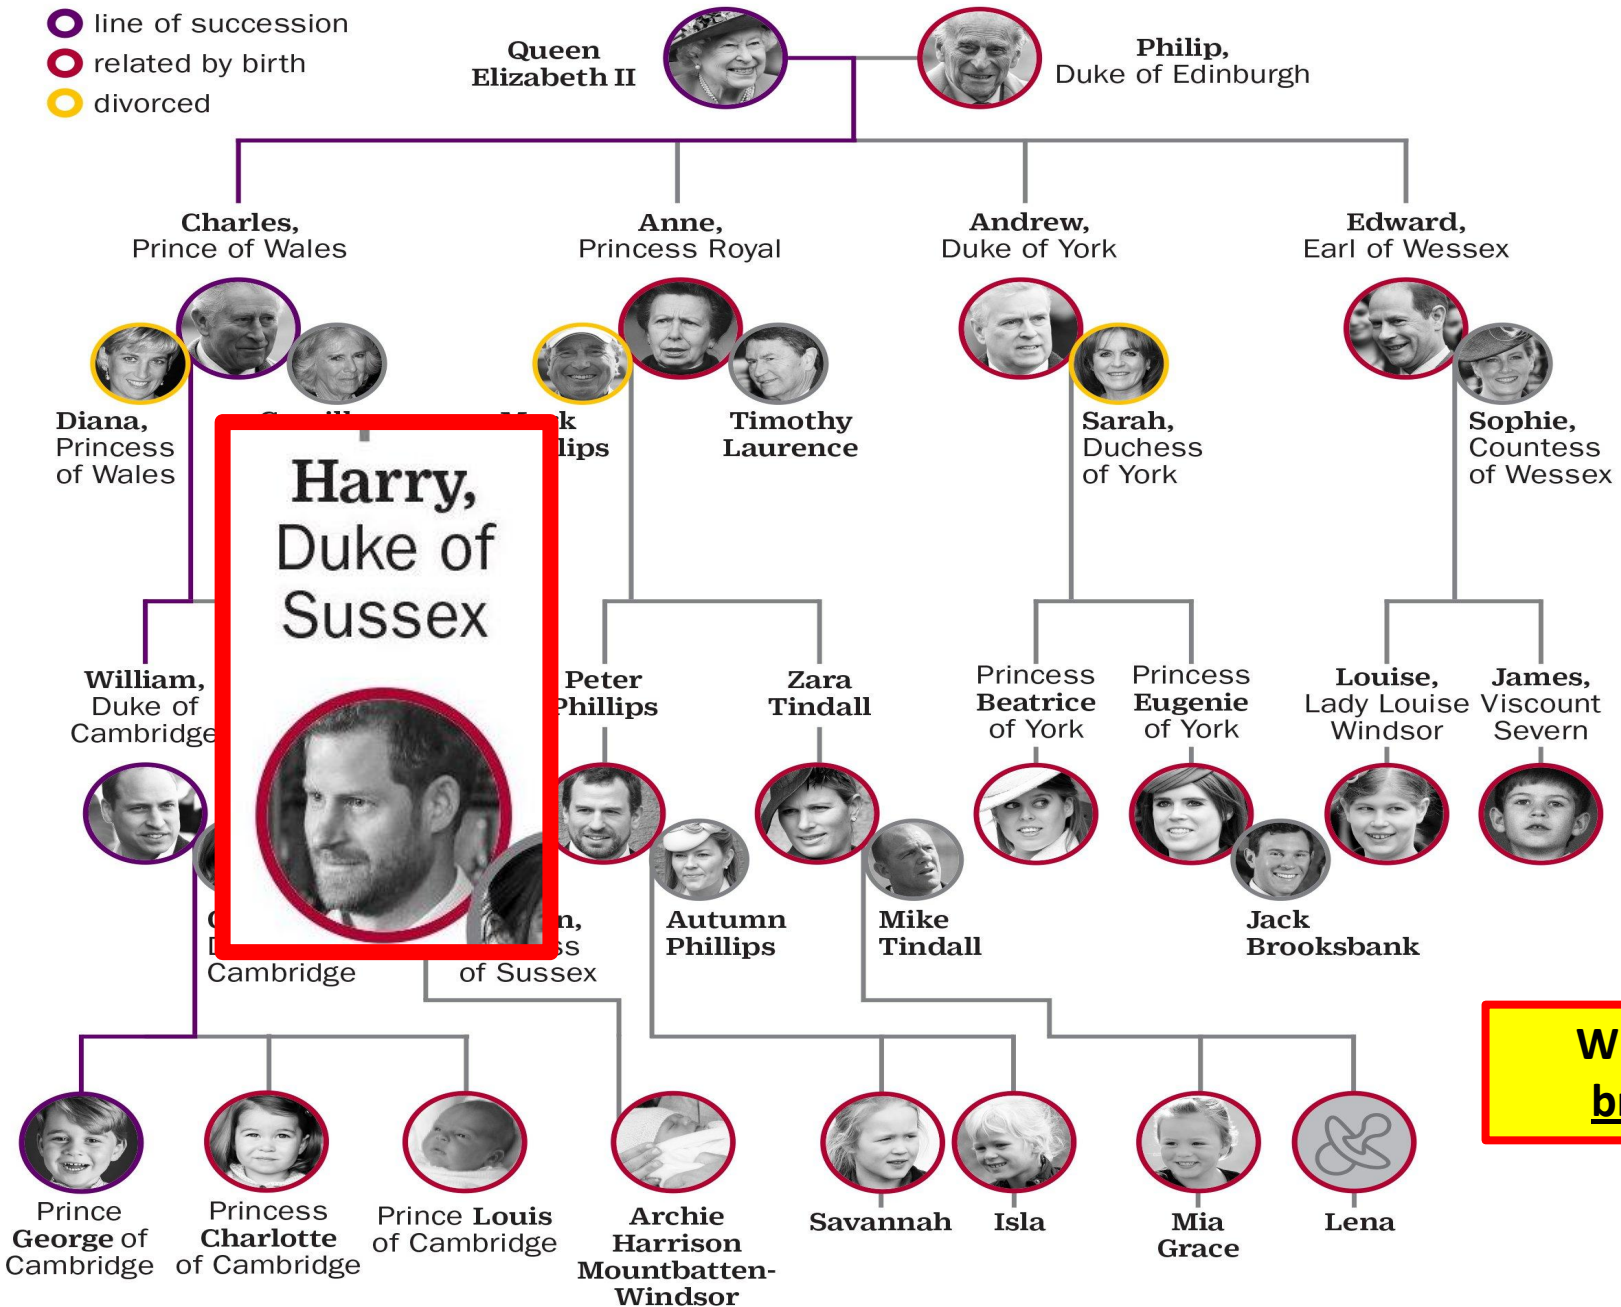 line of succession
related by birth
divorced
Queen
Elizabeth II
Philip,
Duke of Edinburgh
Charles,
Prince of Wales
Anne,
Princess Royal
Andrew,
Duke of York
Edward,
Earl of Wessex
Diana,
Princess
of Wales
Timothy
Laurence
Sarah,
Duchess
of York
Sophie,
Countess
of Wessex
Harry,
Duke of
Sussex
William,
Duke of
Cambridge
Peter
Phillips
Zara
Tindall
Princess
Beatrice
of York
Princess
Eugenie
of York
Louise,
Lady Louise
Windsor
James,
Viscount
Severn
Cambridge
of Sussex
Autumn
Phillips
Mike
Tindall
Jack
Brooksbank
Prince
George of
Cambridge
Princess
Charlotte
of Cambridge
Prince Louis
of Cambridge
Archie
Harrison
Mountbatten-
Windsor
Savannah
Isla
Mia
Grace
Lena